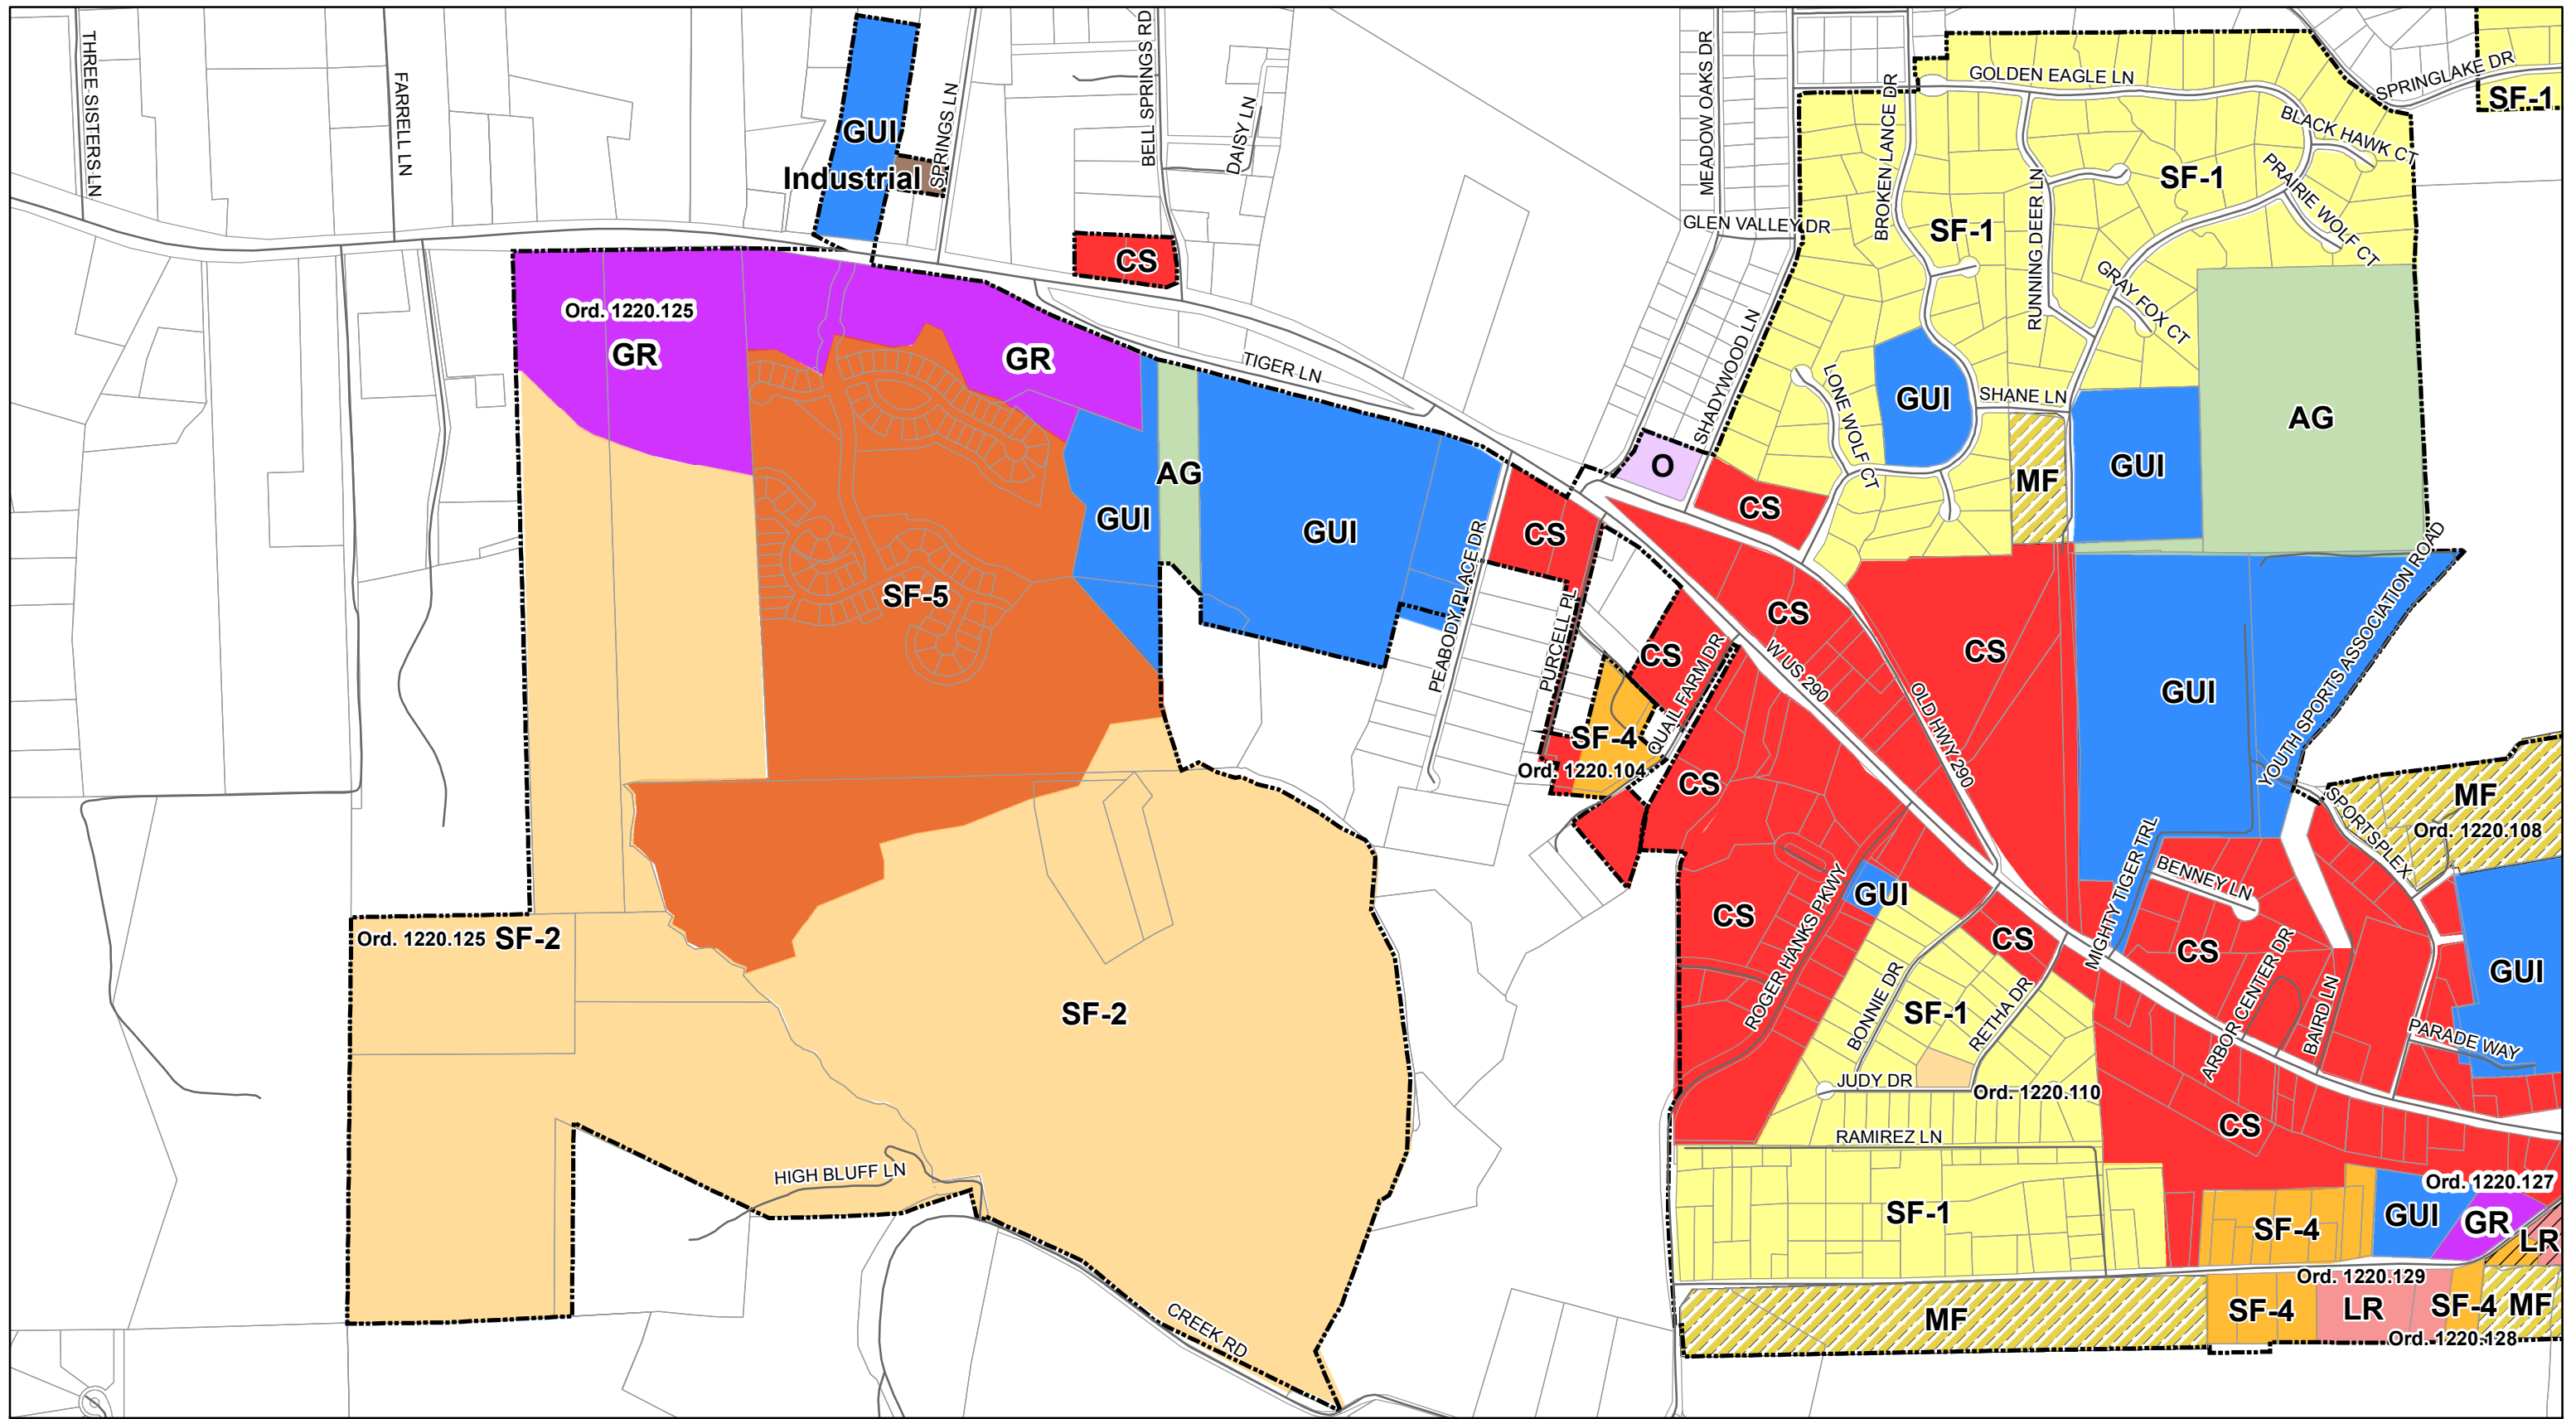 THREE SISTERS LN
FARRELL LN
GUI
Industrial
SPRINGS LN
BELL SPRINGS RD
DAISY LN
CS
MEADOW OAKS DR
GLEN VALLEY DR
BROKEN LANCE DR
GOLDEN EAGLE LN
SPRINGLAKE DR
SF-1
BLACK HAWK CT
PRAIRIE WOLF CT
SF-1
SF-1
RUNNING DEER LN
GRAY FOX CT
Ord. 1220.125
GR
GR
TIGER LN
SHADYWOOD LN
LONE WOLF CT
GUI
SHANE LN
AG
O
CS
MF
GUI
AG
GUI
GUI
CS
SF-5
PEABODY PLACE DR
PURCELL PL
CS
QUAIL FARM DR
SF-4
Ord. 1220.104
CS
W US 290
OLD HWY 290
CS
GUI
YOUTH SPORTS ASSOCIATION ROAD
CS
MF
Ord. 1220.108
SPORTSPLEX
MIGHTY TIGER TRL
BENNEY LN
GUI
CS
ROGER HANKS PKWY
CS
CS
ARBOR CENTER DR
BAIRD LN
GUI
PARADE WAY
Ord. 1220.125
SF-2
SF-2
BONNIE DR
SF-1
RETHA DR
JUDY DR
Ord. 1220.110
CS
RAMIREZ LN
HIGH BLUFF LN
SF-1
SF-4
GUI
Ord. 1220.127
GR
LR
Ord. 1220.129
CREEK RD
MF
SF-4
LR
SF-4
MF
Ord. 1220.128